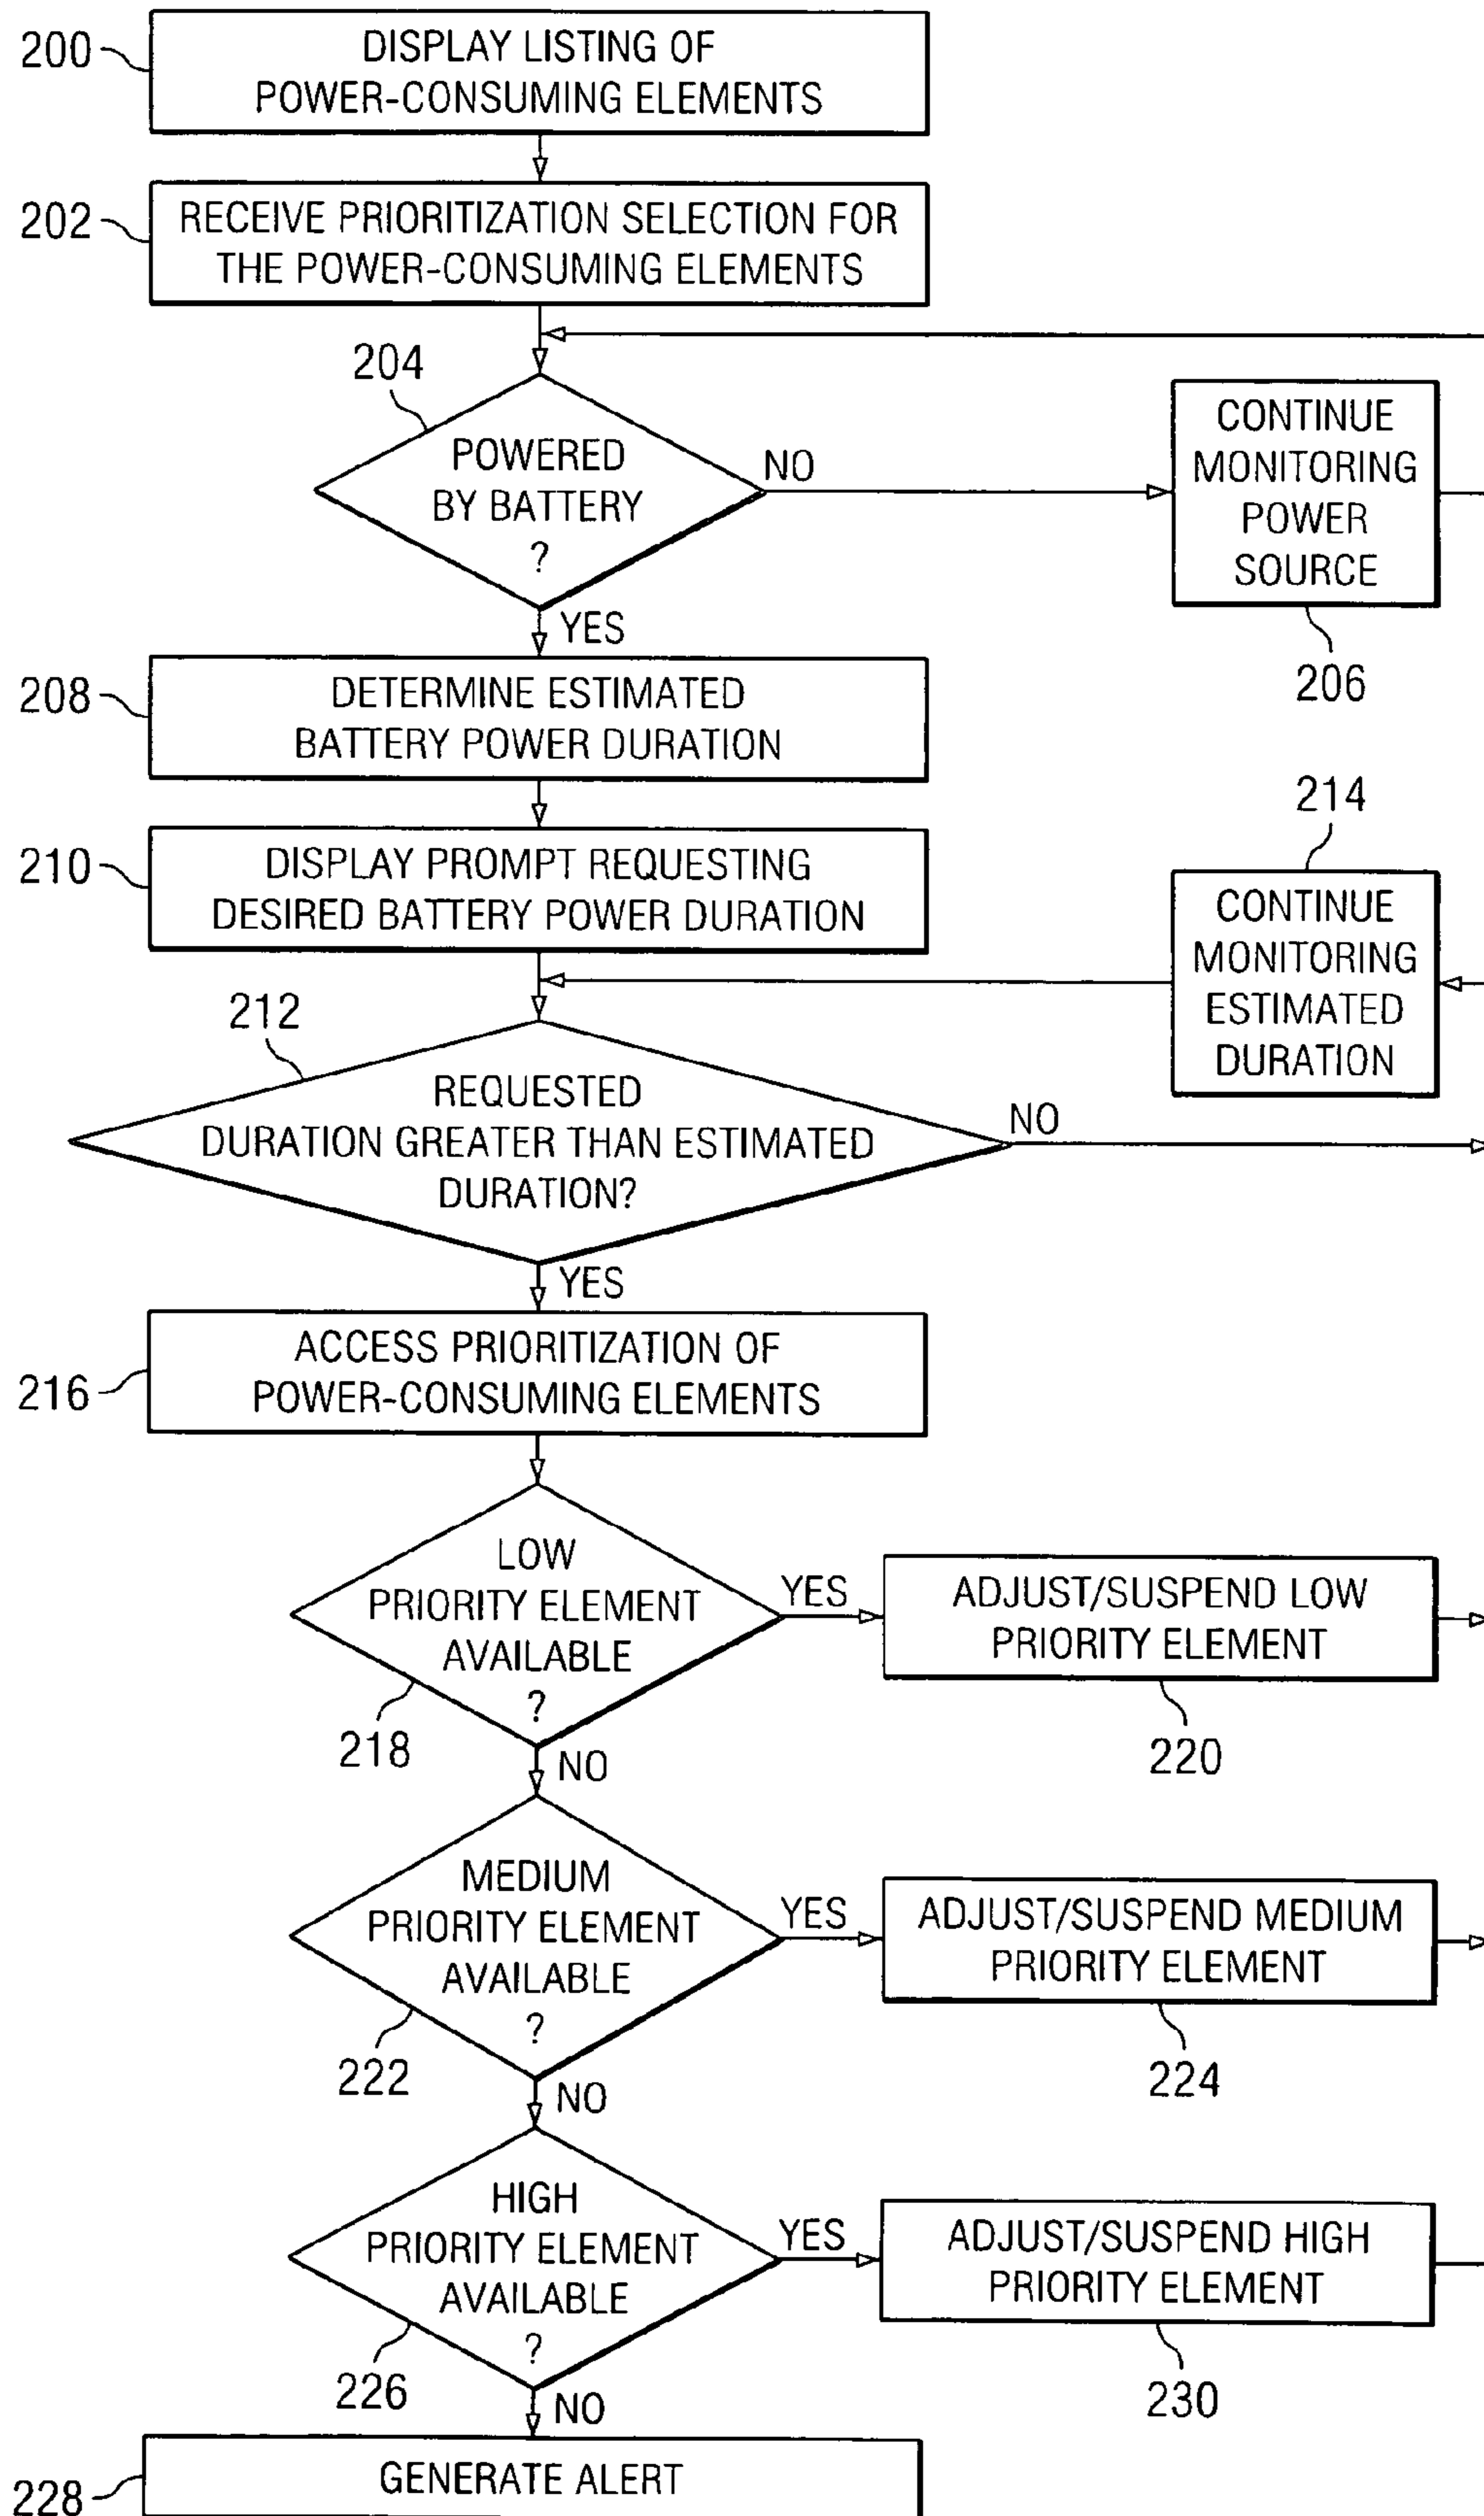 200
DISPLAY LISTING OF
POWER-CONSUMING ELEMENTS
202
RECEIVE PRIORITIZATION SELECTION FOR
THE POWER-CONSUMING ELEMENTS
204
POWERED
BY BATTERY
?
NO
CONTINUE
MONITORING
POWER
SOURCE
206
YES
208
DETERMINE ESTIMATED
BATTERY POWER DURATION
210
DISPLAY PROMPT REQUESTING
DESIRED BATTERY POWER DURATION
214
CONTINUE
MONITORING
ESTIMATED
DURATION
212
REQUESTED
DURATION GREATER THAN ESTIMATED
DURATION?
NO
YES
216
ACCESS PRIORITIZATION OF
POWER-CONSUMING ELEMENTS
LOW
PRIORITY ELEMENT
AVAILABLE
?
218
YES
ADJUST/SUSPEND LOW
PRIORITY ELEMENT
220
NO
MEDIUM
PRIORITY ELEMENT
AVAILABLE
?
222
YES
ADJUST/SUSPEND MEDIUM
PRIORITY ELEMENT
224
NO
HIGH
PRIORITY ELEMENT
AVAILABLE
?
226
YES
ADJUST/SUSPEND HIGH
PRIORITY ELEMENT
230
NO
228
GENERATE ALERT